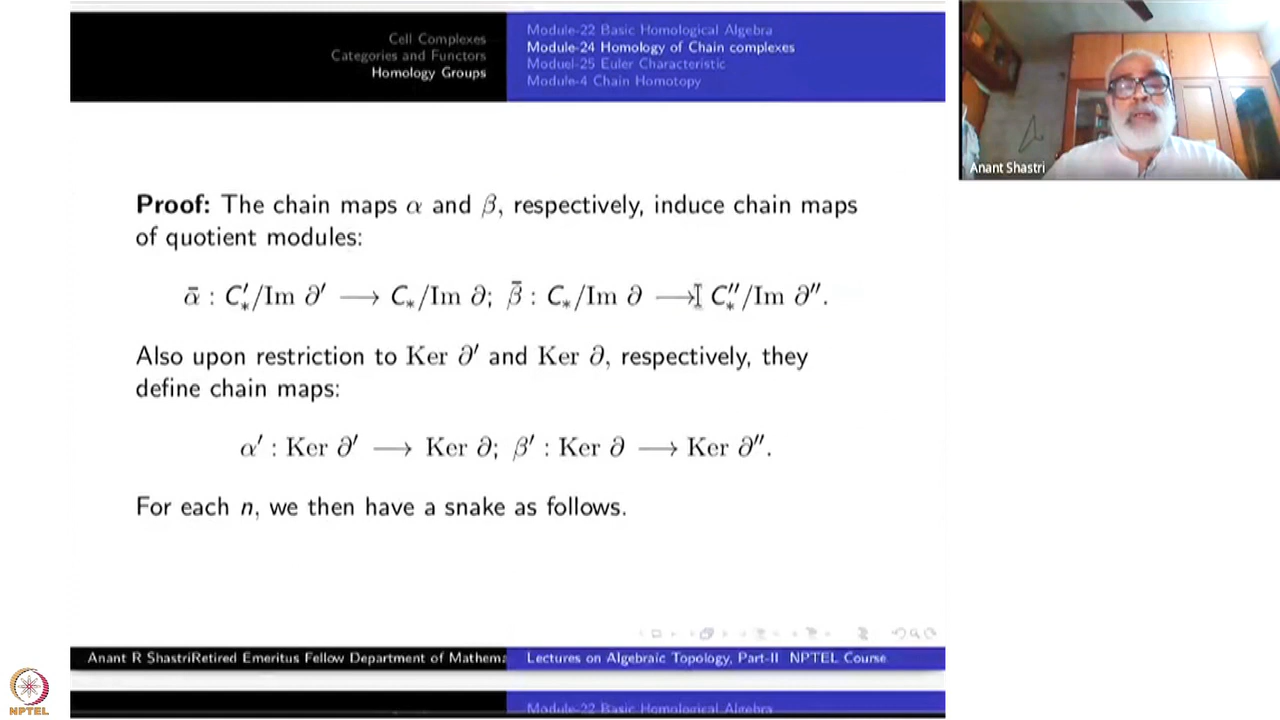 Cell Complexes
Categories and Functors
Homology Groups
Module-22 Basic Homological Algebra
Module-24 Homology of Chain complexes
Moduel-25 Euler Characteristic
Module-4 Chain Homotopy
Anant Shastri
Proof: The chain maps α and β, respectively, induce chain maps
of quotient modules:
ᾱ : C′_*/Im ∂′ ⟶ C_*/Im ∂; β̄ : C_*/Im ∂ ⟶ C″_*/Im ∂″.
Also upon restriction to Ker ∂′ and Ker ∂, respectively, they
define chain maps:
α′ : Ker ∂′ ⟶ Ker ∂; β′ : Ker ∂ ⟶ Ker ∂″.
For each n, we then have a snake as follows.
Anant R ShastriRetired Emeritus Fellow Department of Mathema
Lectures on Algebraic Topology, Part-II NPTEL Course
NPTEL
Module-22 Basic Homological Algebra